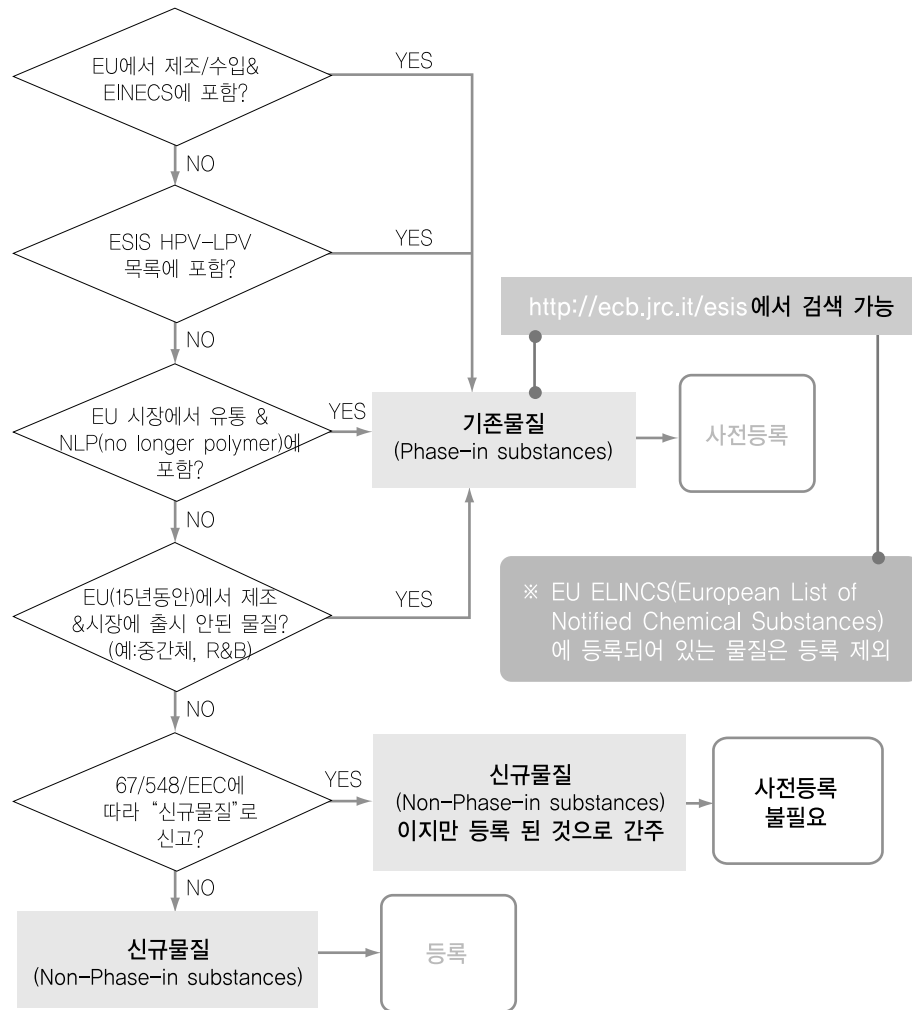 EU에서 제조/수입&
EINECS에 포함?
YES
NO
ESIS HPV-LPV
목록에 포함?
YES
NO
http://ecb.jrc.it/esis에서 검색 가능
EU 시장에서 유통 &
NLP(no longer polymer)에
포함?
YES
기존물질
(Phase-in substances)
사전등록
NO
EU(15년동안)에서 제조
&시장에 출시 안된 물질?
(예:중간체, R&B)
YES
※ EU ELINCS(European List of
Notified Chemical Substances)
에 등록되어 있는 물질은 등록 제외
NO
67/548/EEC에
따라 “신규물질”로
신고?
YES
신규물질
(Non-Phase-in substances)
이지만 등록 된 것으로 간주
사전등록
불필요
NO
신규물질
(Non-Phase-in substances)
등록